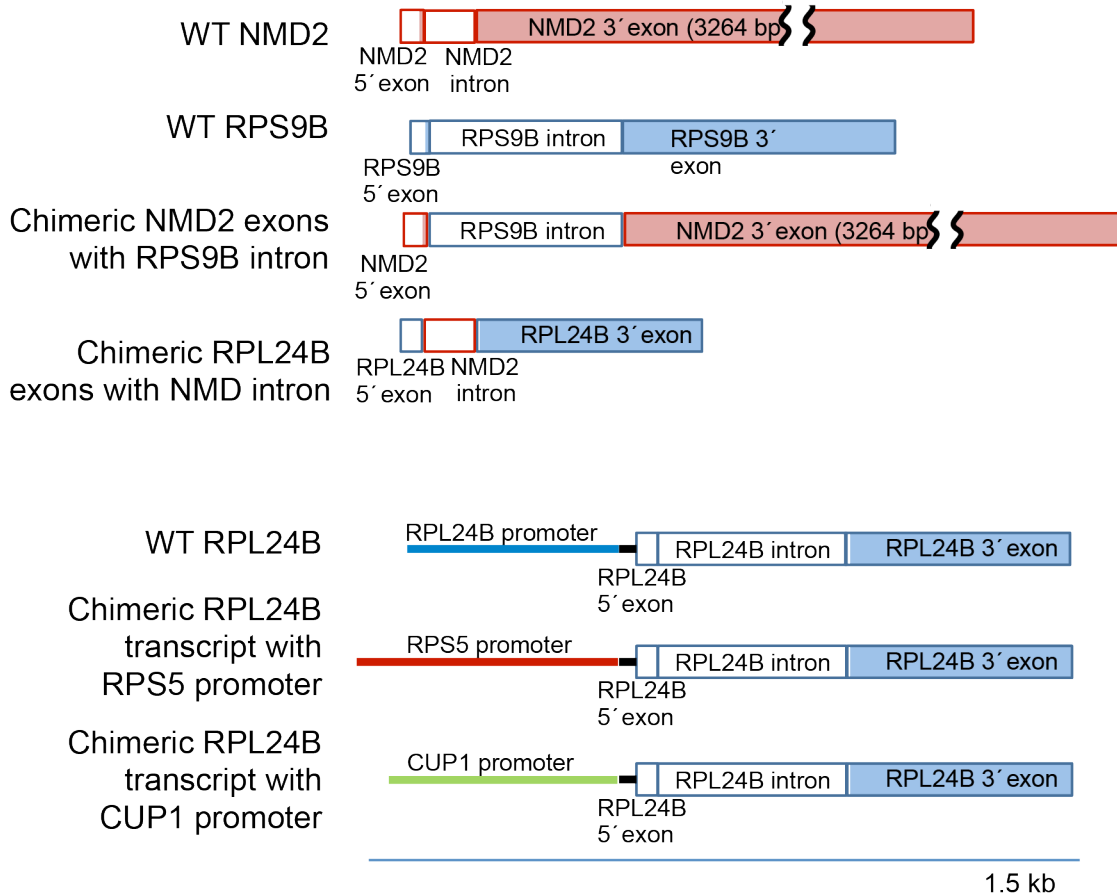 WT NMD2
NMD2 3´exon (3264 bp
NMD2
5´exon
NMD2
intron
WT RPS9B
RPS9B intron
RPS9B 3´
exon
RPS9B
5´exon
Chimeric NMD2 exons
with RPS9B intron
RPS9B intron
NMD2 3´exon (3264 bp
NMD2
5´exon
Chimeric RPL24B
exons with NMD intron
RPL24B 3´exon
RPL24B
5´exon
NMD2
intron
WT RPL24B
RPL24B promoter
RPL24B intron
RPL24B 3´exon
RPL24B
5´exon
Chimeric RPL24B
transcript with
RPS5 promoter
RPS5 promoter
RPL24B intron
RPL24B 3´exon
RPL24B
5´exon
Chimeric RPL24B
transcript with
CUP1 promoter
CUP1 promoter
RPL24B intron
RPL24B 3´exon
RPL24B
5´exon
1.5 kb